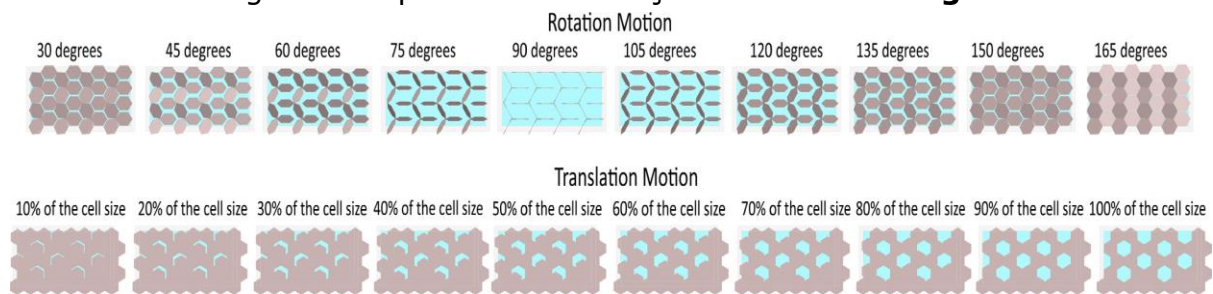 Rotation Motion
30 degrees 45 degrees 60 degrees 75 degrees 90 degrees 105 degrees 120 degrees 135 degrees 150 degrees 165 degrees
Translation Motion
10% of the cell size 20% of the cell size 30% of the cell size 40% of the cell size 50% of the cell size 60% of the cell size 70% of the cell size 80% of the cell size 90% of the cell size 100% of the cell size